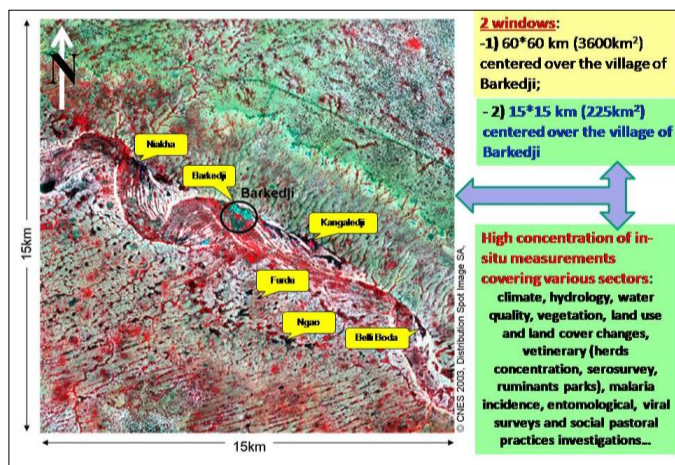 N
Niakha
Barkedji
Barkedji
Kangaledji
Furdu
Ngao
Belli Boda
15km
15km
© CNES 2003, Distribution Spot Image SA,
2 windows:
-1) 60*60 km (3600km²)
centered over the village of
Barkedji;
- 2) 15*15 km (225km²)
centered over the village of
Barkedji
High concentration of in-
situ measurements
covering various sectors:
climate, hydrology, water
quality, vegetation, land use
and land cover changes,
vetinerary (herds
concentration, serosurvey,
ruminants parks), malaria
incidence, entomological, viral
surveys and social pastoral
practices investigations...